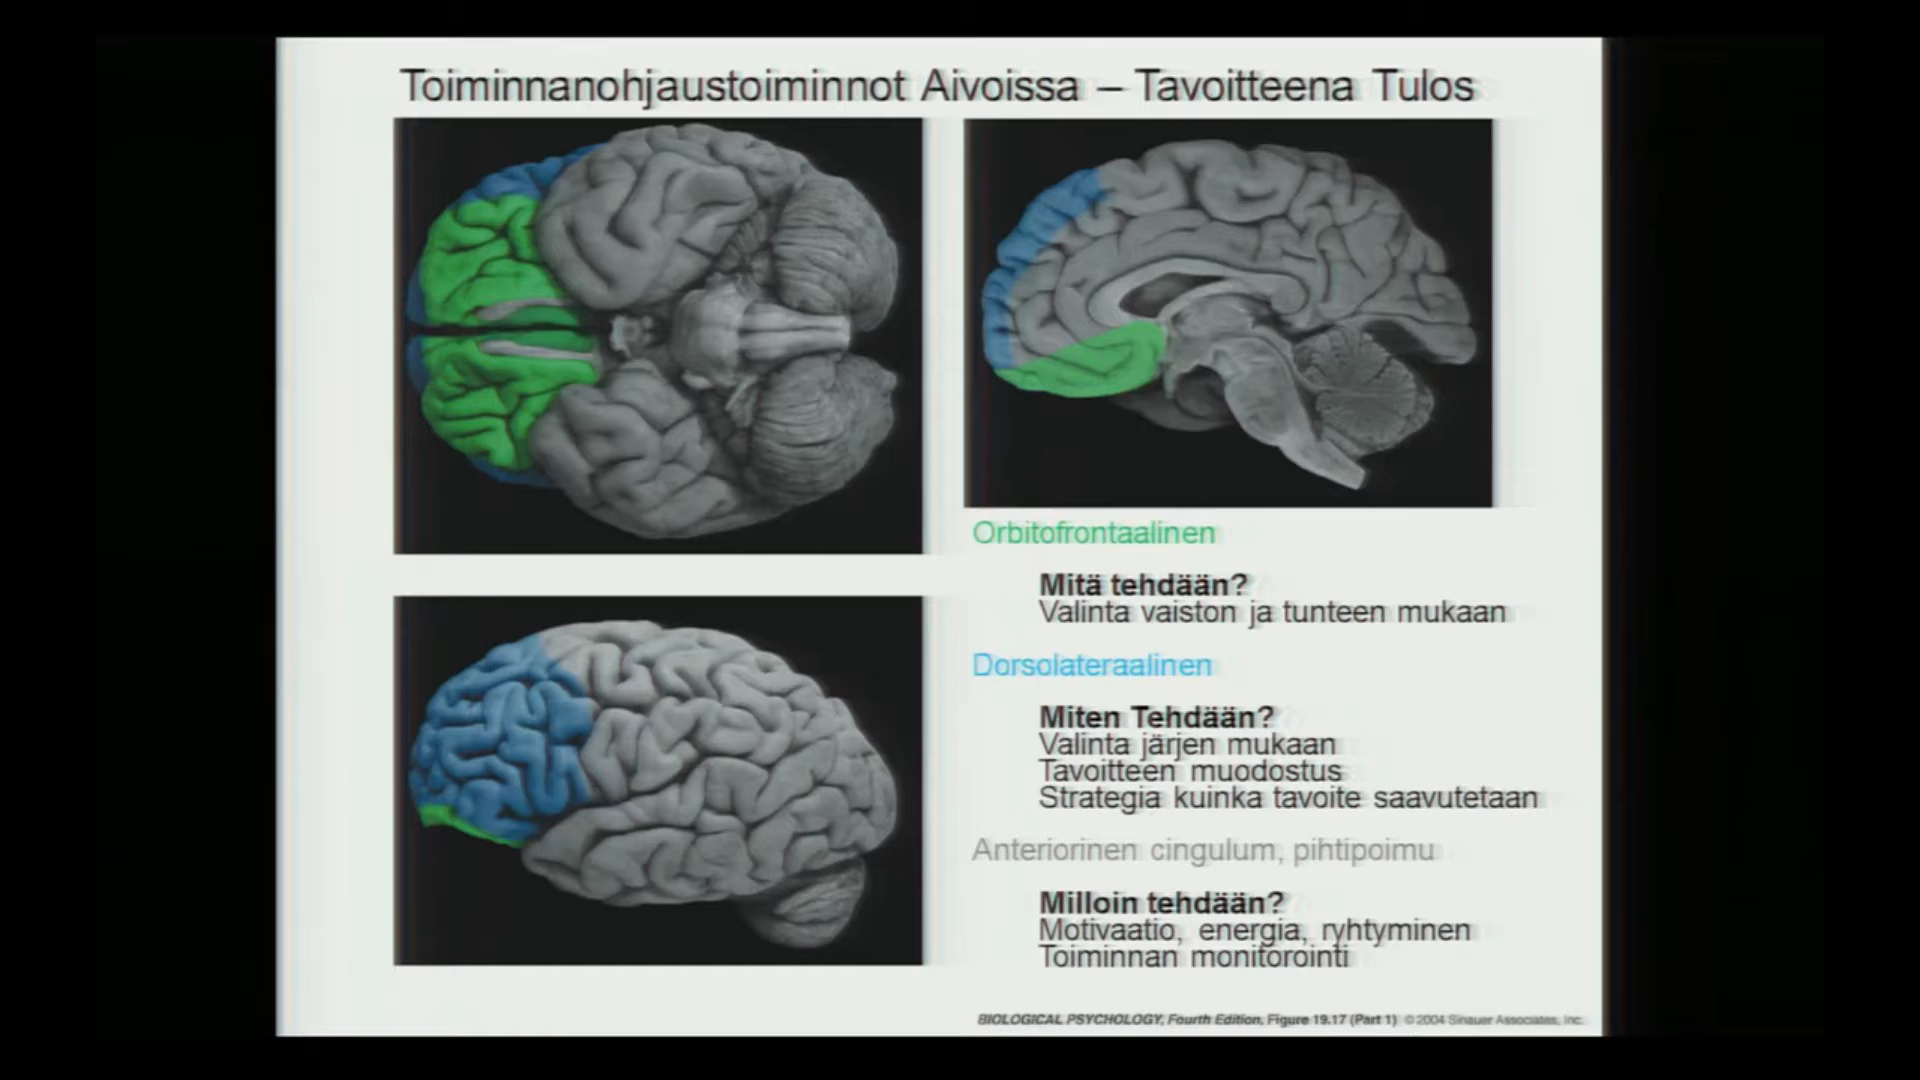 Toiminnanohjaustoiminnot Aivoissa – Tavoitteena Tulos
Orbitofrontaalinen
Mitä tehdään?
Valinta vaiston ja tunteen mukaan
Dorsolateraalinen
Miten Tehdään?
Valinta järjen mukaan
Tavoitteen muodostus
Strategia kuinka tavoite saavutetaan
Anteriorinen cingulum, pihtipoimu
Milloin tehdään?
Motivaatio, energia, ryhtyminen
Toiminnan monitorointi
BIOLOGICAL PSYCHOLOGY, Fourth Edition, Figure 19.17 (Part 1) © 2004 Sinauer Associates, Inc.